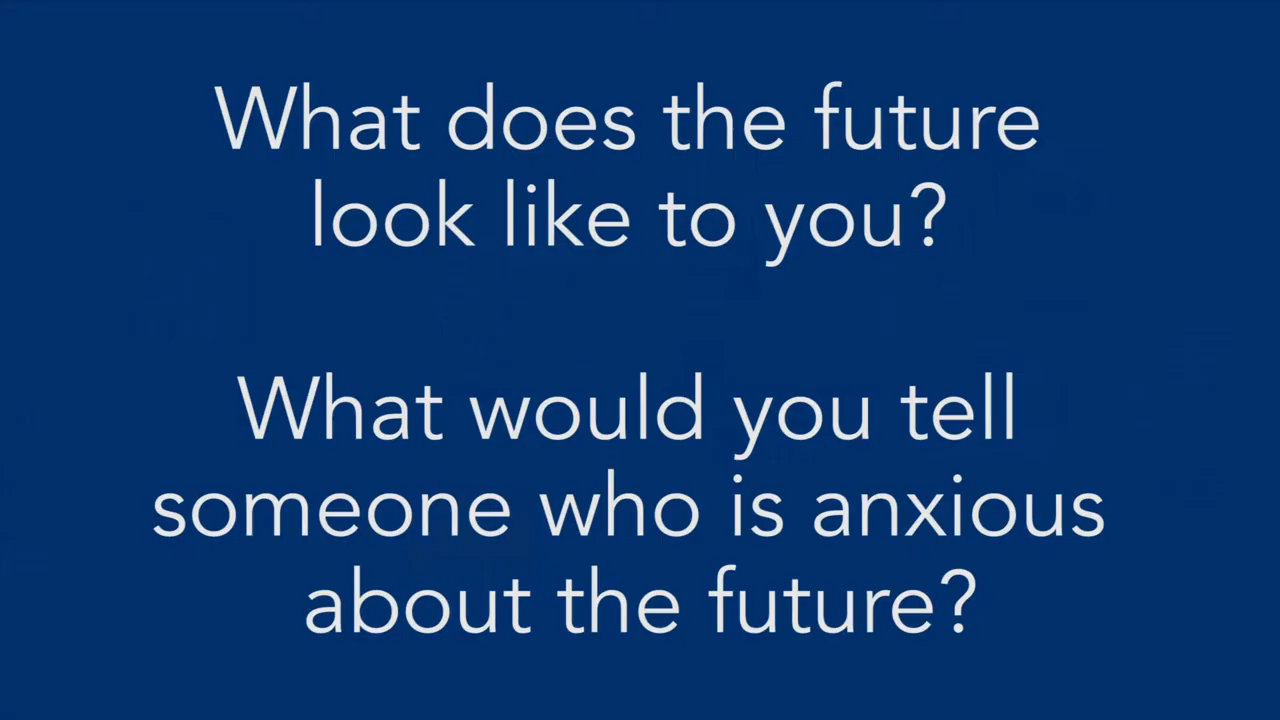 What does the future
look like to you?
What would you tell
someone who is anxious
about the future?